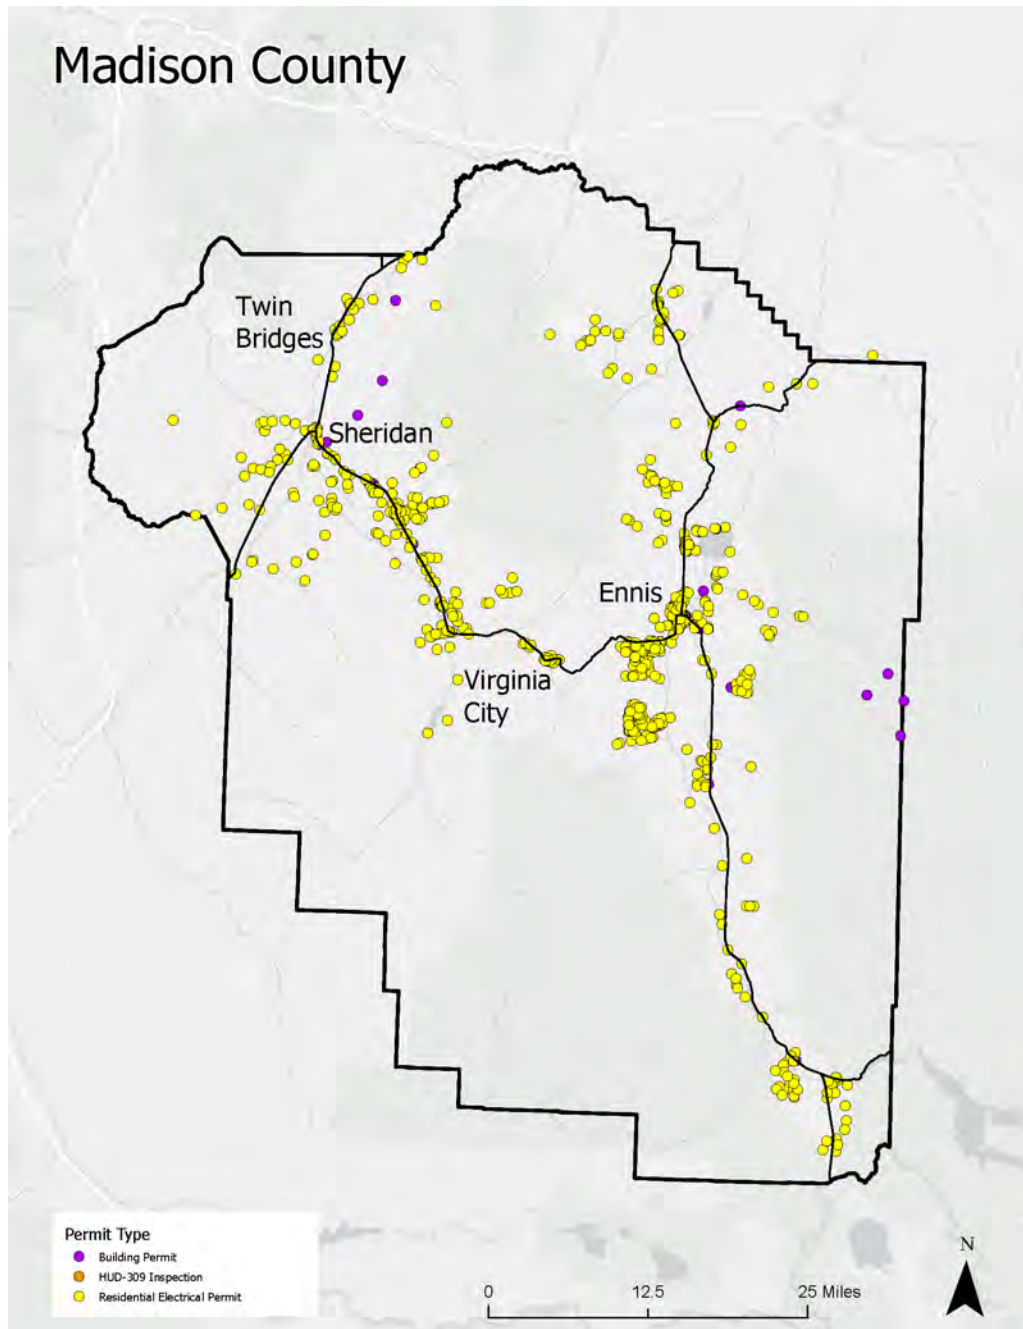 Madison County
Twin
Bridges
Sheridan
Ennis
Virginia
City
Permit Type
Building Permit
HUD-309 Inspection
Residential Electrical Permit
N
0 12.5 25 Miles